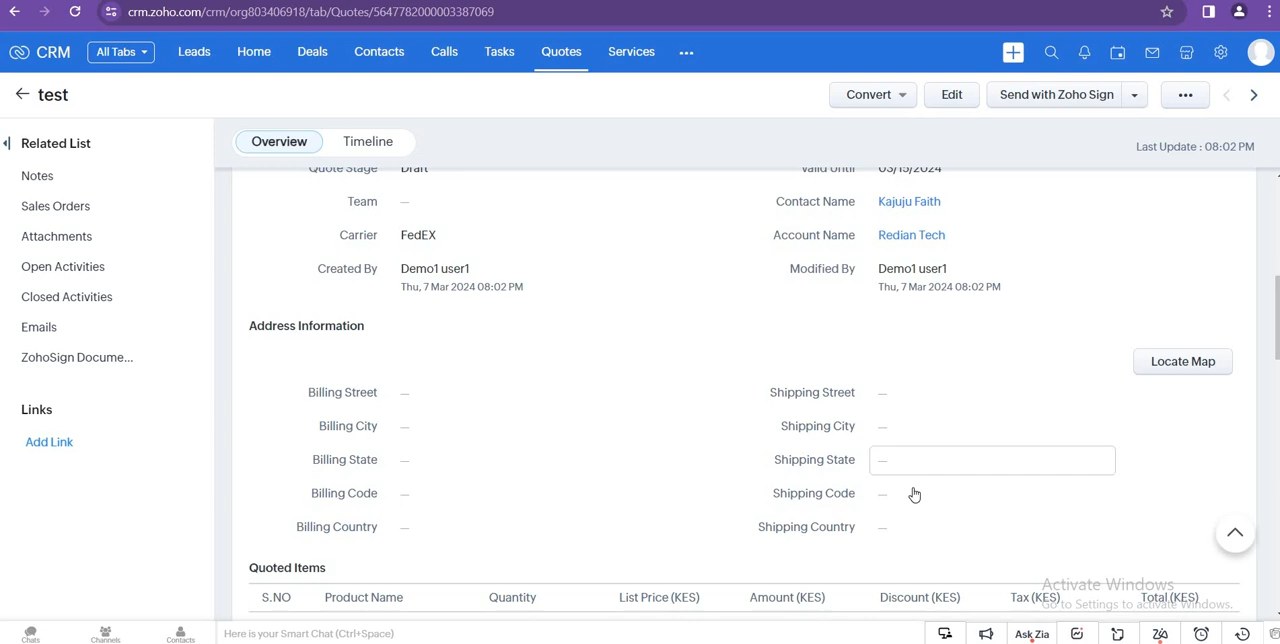 crm.zoho.com/crm/org803406918/tab/Quotes/5647782000003387069
CRM All Tabs Leads Home Deals Contacts Calls Tasks Quotes Services •••
test Convert Edit Send with Zoho Sign •••
Related List
Notes
Sales Orders
Attachments
Open Activities
Closed Activities
Emails
ZohoSign Docume...
Links
Add Link
Overview Timeline Last Update : 08:02 PM
Quote Stage Draft Valid Until 03/15/2024
Team — Contact Name Kajuju Faith
Carrier FedEX Account Name Redian Tech
Created By Demo1 user1 Modified By Demo1 user1
Thu, 7 Mar 2024 08:02 PM Thu, 7 Mar 2024 08:02 PM
Address Information
Locate Map
Billing Street — Shipping Street —
Billing City — Shipping City —
Billing State — Shipping State —
Billing Code — Shipping Code —
Billing Country — Shipping Country —
Quoted Items
S.NO Product Name Quantity List Price (KES) Amount (KES) Discount (KES) Tax (KES) Total (KES)
Activate Windows
Go to Settings to activate Windows.
Chats Channels Contacts Here is your Smart Chat (Ctrl+Space) Ask Zia